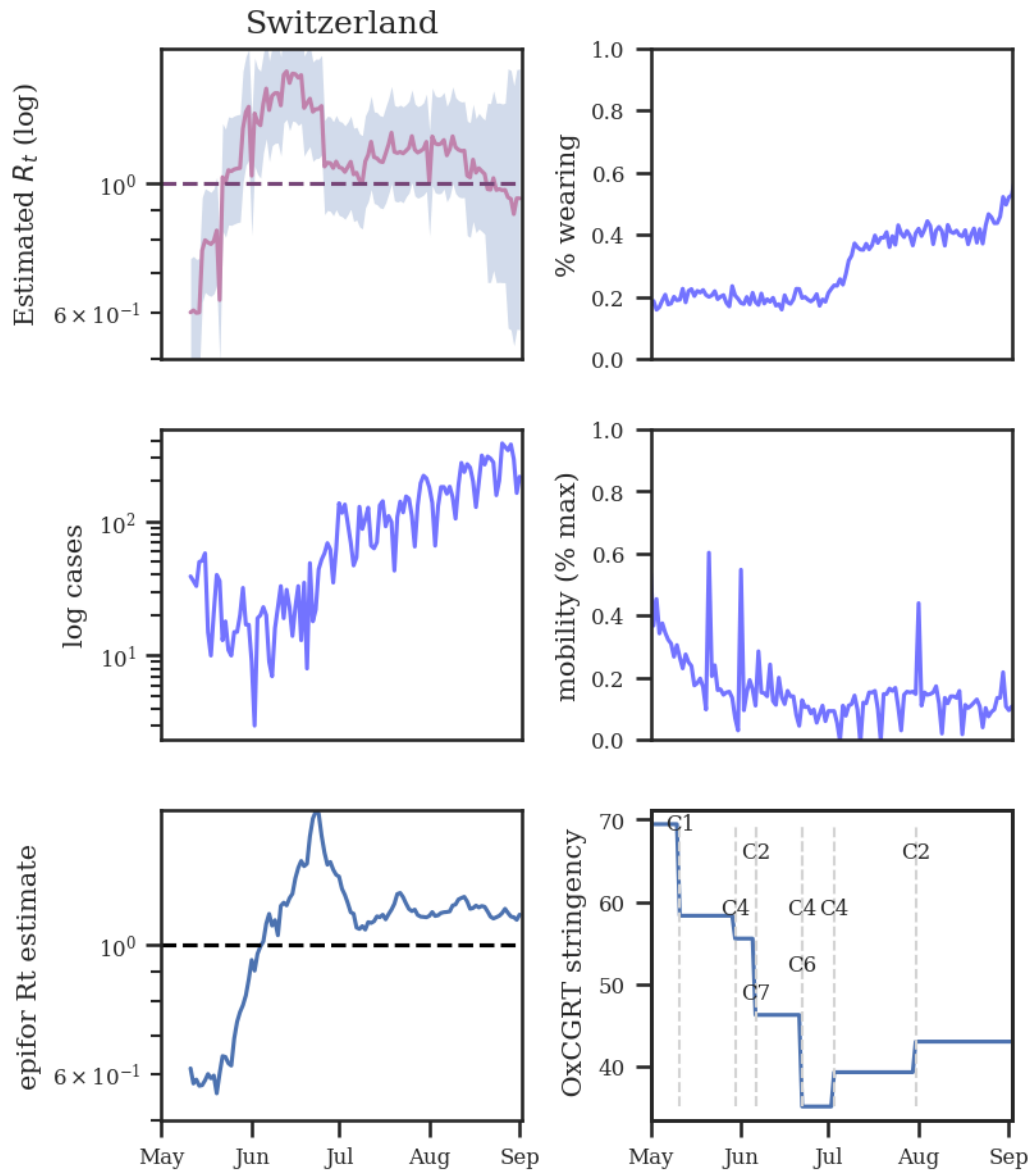 Switzerland
Estimated R_t (log)
10^0
6 × 10^−1
% wearing
1.0
0.8
0.6
0.4
0.2
0.0
log cases
10^2
10^1
mobility (% max)
1.0
0.8
0.6
0.4
0.2
0.0
epifor Rt estimate
10^0
6 × 10^−1
May Jun Jul Aug Sep
OxCGRT stringency
70
60
50
40
C1
C2 C2
C4 C4 C4
C6
C7
May Jun Jul Aug Sep